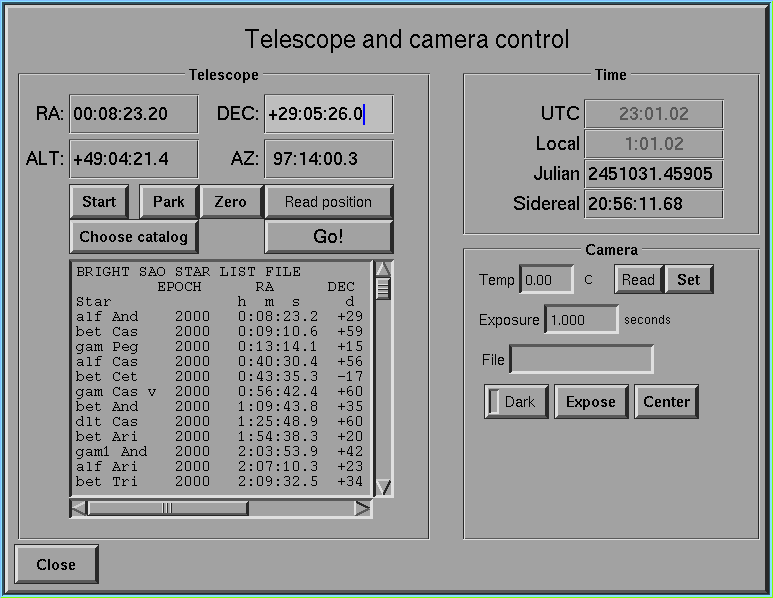 Telescope and camera control
Telescope
RA: 00:08:23.20 DEC: +29:05:26.0
ALT: +49:04:21.4 AZ: 97:14:00.3
Start Park Zero Read position
Choose catalog Go!
BRIGHT SAO STAR LIST FILE
EPOCH RA DEC
Star h m s d
alf And 2000 0:08:23.2 +29
bet Cas 2000 0:09:10.6 +59
gam Peg 2000 0:13:14.1 +15
alf Cas 2000 0:40:30.4 +56
bet Cet 2000 0:43:35.3 -17
gam Cas v 2000 0:56:42.4 +60
bet And 2000 1:09:43.8 +35
dlt Cas 2000 1:25:48.9 +60
bet Ari 2000 1:54:38.3 +20
gam1 And 2000 2:03:53.9 +42
alf Ari 2000 2:07:10.3 +23
bet Tri 2000 2:09:32.5 +34
Time
UTC 23:01.02
Local 1:01.02
Julian 2451031.45905
Sidereal 20:56:11.68
Camera
Temp 0.00 C Read Set
Exposure 1.000 seconds
File
Dark Expose Center
Close